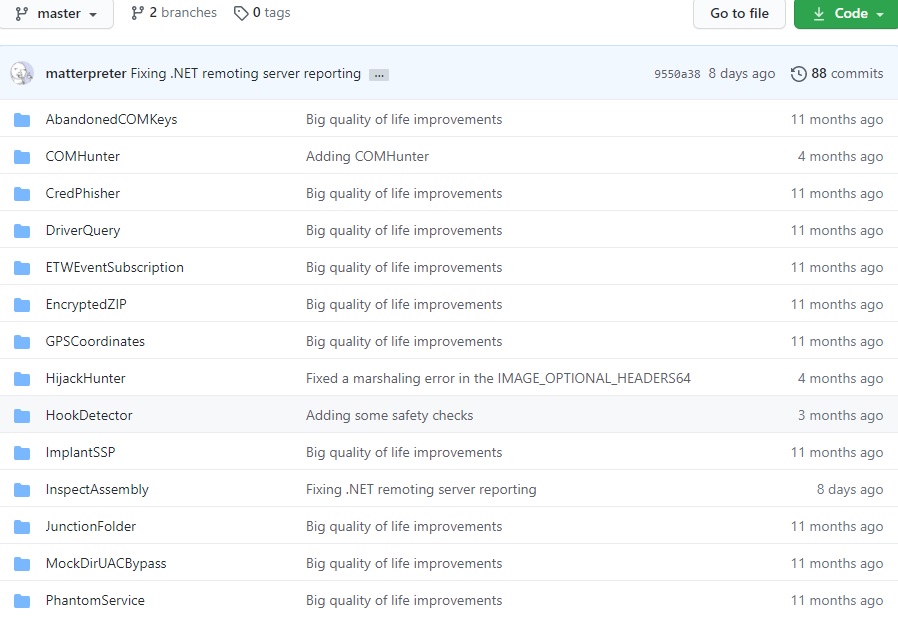 master 2 branches 0 tags Go to file Code
matterpreter Fixing .NET remoting server reporting ... 9550a38 8 days ago 88 commits
AbandonedCOMKeys Big quality of life improvements 11 months ago
COMHunter Adding COMHunter 4 months ago
CredPhisher Big quality of life improvements 11 months ago
DriverQuery Big quality of life improvements 11 months ago
ETWEventSubscription Big quality of life improvements 11 months ago
EncryptedZIP Big quality of life improvements 11 months ago
GPSCoordinates Big quality of life improvements 11 months ago
HijackHunter Fixed a marshaling error in the IMAGE_OPTIONAL_HEADERS64 4 months ago
HookDetector Adding some safety checks 3 months ago
ImplantSSP Big quality of life improvements 11 months ago
InspectAssembly Fixing .NET remoting server reporting 8 days ago
JunctionFolder Big quality of life improvements 11 months ago
MockDirUACBypass Big quality of life improvements 11 months ago
PhantomService Big quality of life improvements 11 months ago